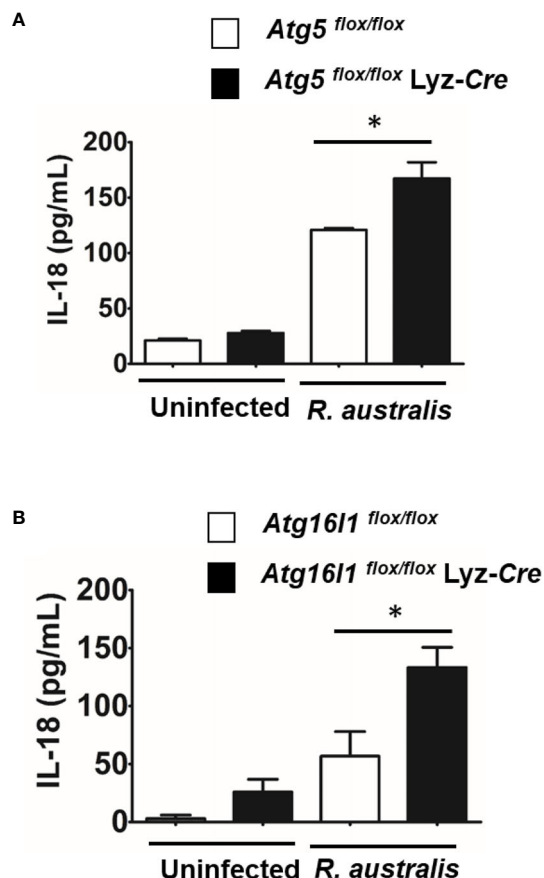 A
Atg5 flox/flox
Atg5 flox/flox Lyz-Cre
*
IL-18 (pg/mL)
200
150
100
50
0
Uninfected
R. australis
B
Atg16l1 flox/flox
Atg16l1 flox/flox Lyz-Cre
*
IL-18 (pg/mL)
200
150
100
50
0
Uninfected
R. australis